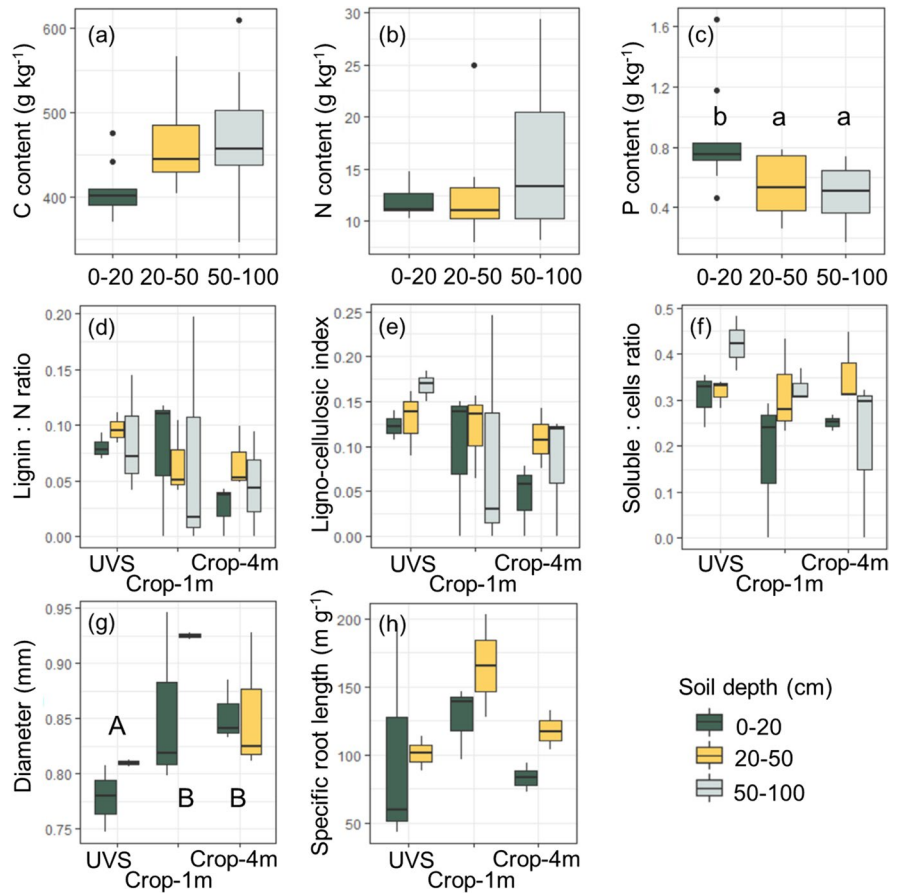 (a)
C content (g kg⁻¹)
600
500
400
0-20 20-50 50-100
(b)
N content (g kg⁻¹)
30
25
20
15
10
0-20 20-50 50-100
(c)
P content (g kg⁻¹)
1.6
1.2
0.8
0.4
b a a
0-20 20-50 50-100
(d)
Lignin : N ratio
0.20
0.15
0.10
0.05
0.00
UVS Crop-4m
Crop-1m
(e)
Ligno-cellulosic index
0.25
0.20
0.15
0.10
0.05
0.00
UVS Crop-4m
Crop-1m
(f)
Soluble : cells ratio
0.5
0.4
0.3
0.2
0.1
0.0
UVS Crop-4m
Crop-1m
(g)
Diameter (mm)
0.95
0.90
0.85
0.80
0.75
A
B B
UVS Crop-4m
Crop-1m
(h)
Specific root length (m g⁻¹)
200
150
100
50
UVS Crop-4m
Crop-1m
Soil depth (cm)
0-20
20-50
50-100